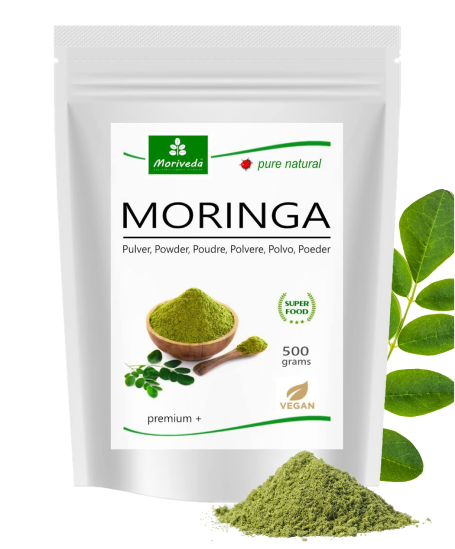 Moriveda
pure natural
MORINGA
Pulver, Powder, Poudre, Polvere, Polvo, Poeder
SUPER
FOOD
500
grams
VEGAN
premium +